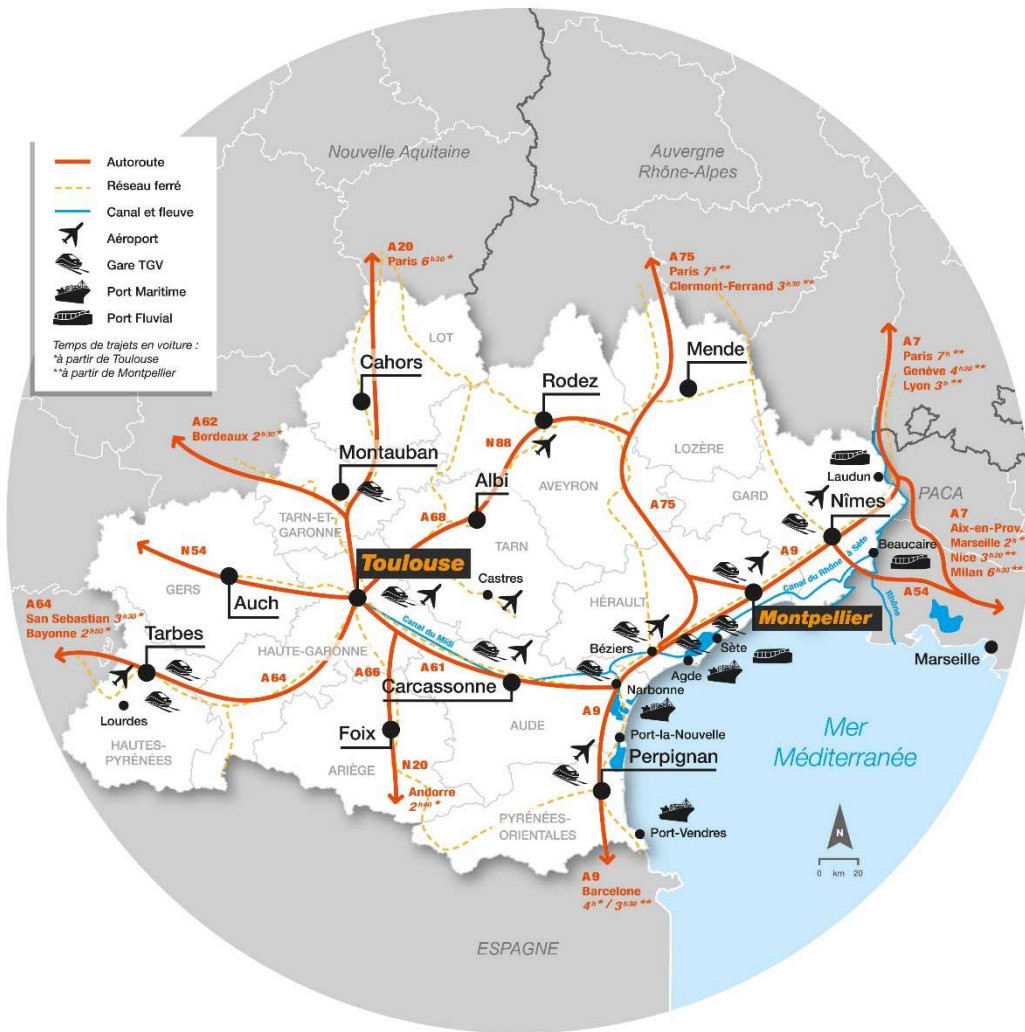 Nouvelle Aquitaine
Auvergne
Rhône-Alpes
Autoroute
Réseau ferré
Canal et fleuve
Aéroport
Gare TGV
Port Maritime
Port Fluvial
Temps de trajets en voiture :
*à partir de Toulouse
**à partir de Montpellier
A20
Paris 6h30*
A75
Paris 7h**
Clermont-Ferrand 3h30**
A7
Paris 7h**
Genève 4h20**
Lyon 3h**
LOT
Cahors
Mende
Rodez
A62
Bordeaux 2h30*
Montauban
N88
LOZÈRE
Albi
AVEYRON
Laudun
PACA
A68
A75
GARD
Nîmes
TARN-ET-
GARONNE
A7
Aix-en-Prov.
Marseille 2h*
Nice 3h20**
Milan 6h30**
N54
TARN
A9
Beaucaire
Toulouse
Castres
Canal du Rhône à Sète
A54
GERS
Auch
HÉRAULT
Rhône
A64
San Sebastian 3h30*
Bayonne 2h50*
Montpellier
Tarbes
Canal du Midi
Béziers
Sète
Marseille
HAUTE-GARONNE
A66
A61
Agde
A64
Carcassonne
Narbonne
Lourdes
A9
AUDE
Port-la-Nouvelle
Mer
Méditerranée
Foix
HAUTES-
PYRÉNÉES
Perpignan
ARIÈGE
N20
Andorre
2h40*
PYRÉNÉES-
ORIENTALES
Port-Vendres
N
0 km 20
A9
Barcelone
4h* / 3h30**
ESPAGNE